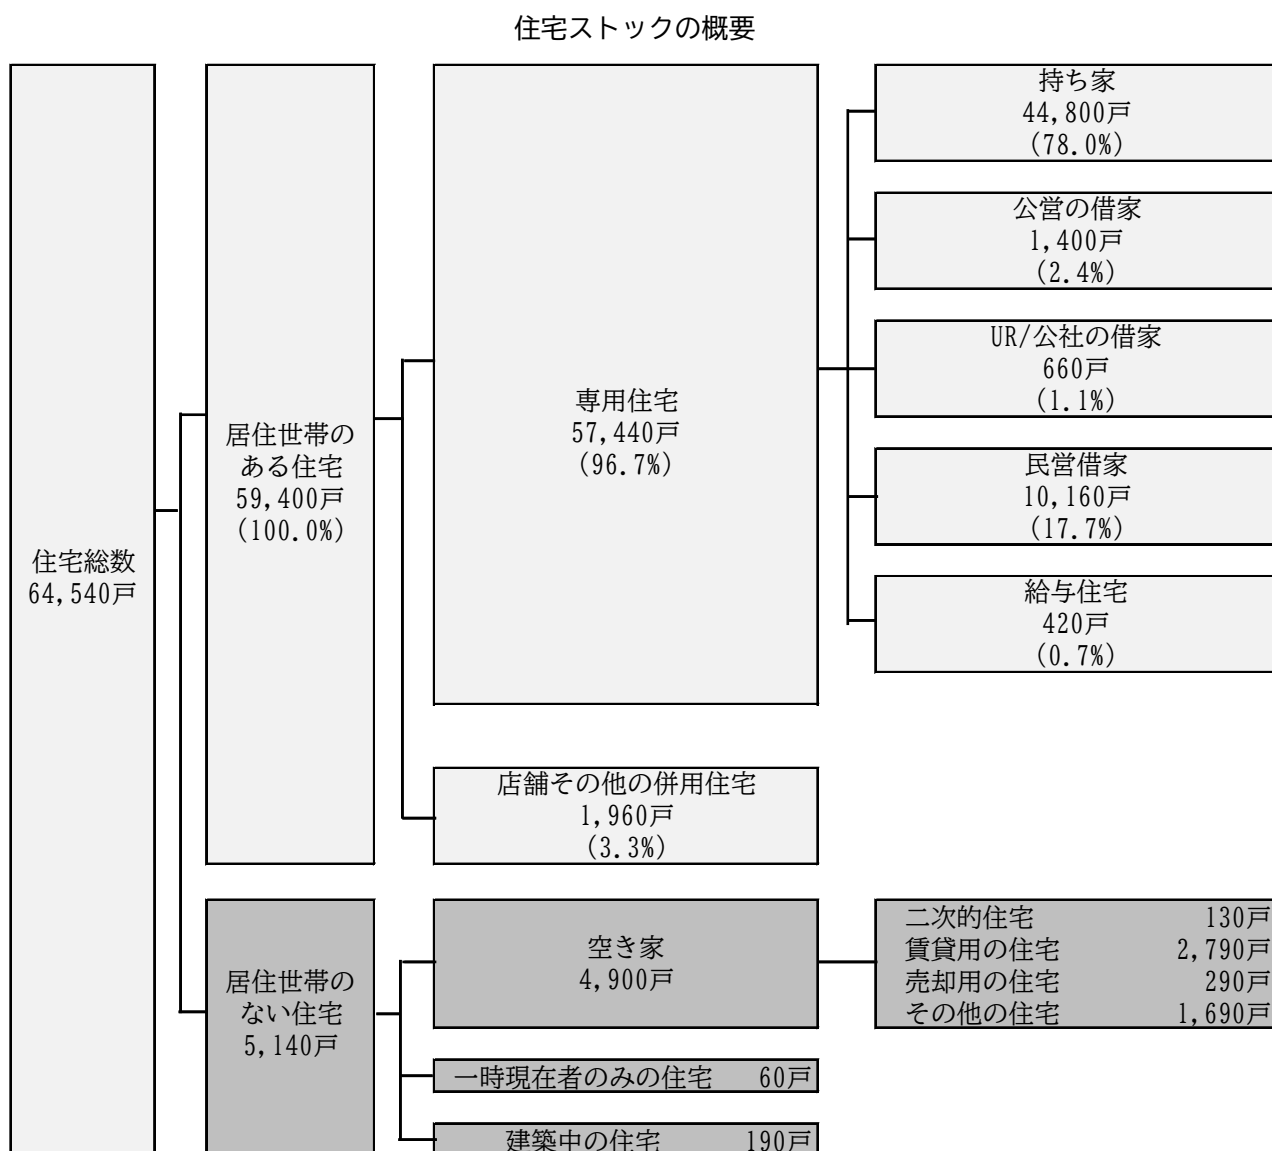 住宅ストックの概要
住宅総数
64,540戸
居住世帯の
ある住宅
59,400戸
(100.0%)
専用住宅
57,440戸
(96.7%)
持ち家
44,800戸
(78.0%)
公営の借家
1,400戸
(2.4%)
UR/公社の借家
660戸
(1.1%)
民営借家
10,160戸
(17.7%)
給与住宅
420戸
(0.7%)
店舗その他の併用住宅
1,960戸
(3.3%)
居住世帯の
ない住宅
5,140戸
空き家
4,900戸
二次的住宅 130戸
賃貸用の住宅 2,790戸
売却用の住宅 290戸
その他の住宅 1,690戸
一時現在者のみの住宅 60戸
建築中の住宅 190戸